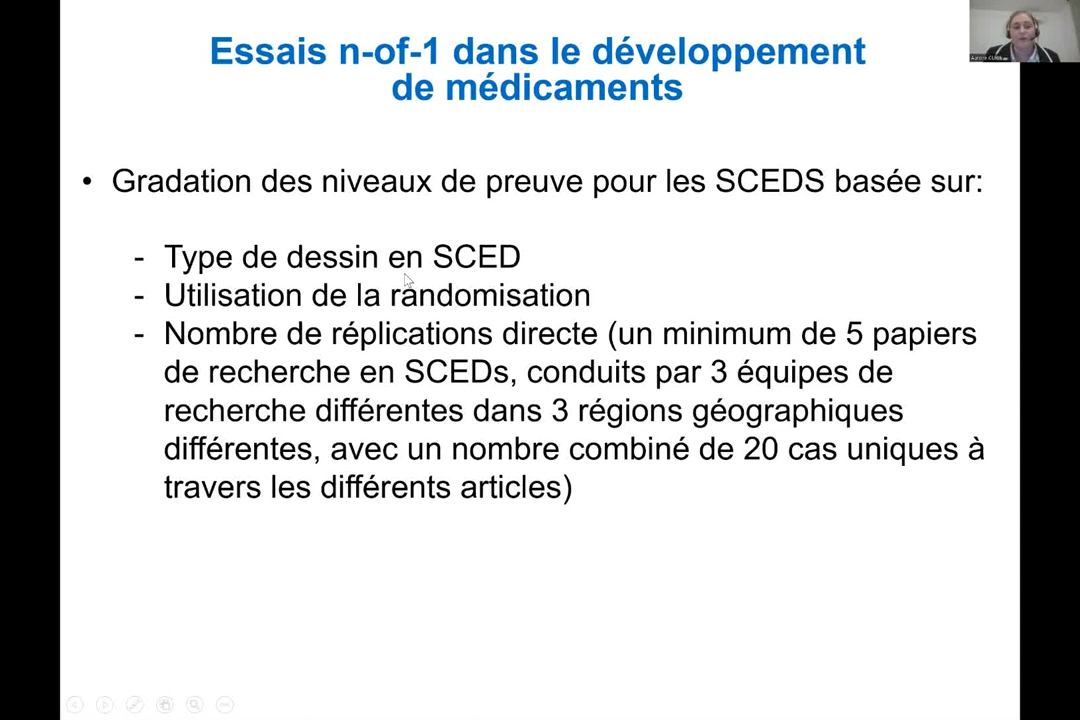 Essais n-of-1 dans le développement
de médicaments
• Gradation des niveaux de preuve pour les SCEDS basée sur:
- Type de dessin en SCED
- Utilisation de la randomisation
- Nombre de réplications directe (un minimum de 5 papiers
de recherche en SCEDs, conduits par 3 équipes de
recherche différentes dans 3 régions géographiques
différentes, avec un nombre combiné de 20 cas uniques à
travers les différents articles)